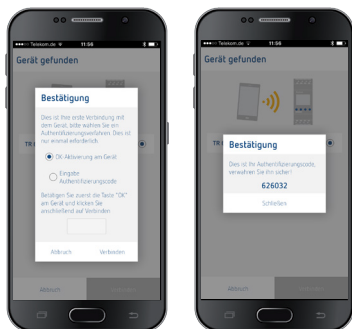 Telekom.de 11:56
Gerät gefunden
Bestätigung
Dies ist ihre erste Verbindung mit
dem Gerät, bitte wählen Sie ein
Authentifizierungsverfahren. Dies ist
nur einmal erforderlich.
OK-Aktivierung am Gerät
Eingabe
Authentifizierungscode
Betätigen Sie zuerst die Taste "OK"
am Gerät und klicken Sie
anschließend auf Verbinden
Abbruch Verbinden
Abbruch
Telekom.de 11:56
Gerät gefunden
Bestätigung
Dies ist Ihr Authentifizierungscode,
verwahren Sie ihn sicher!
626032
Schließen
Abbruch